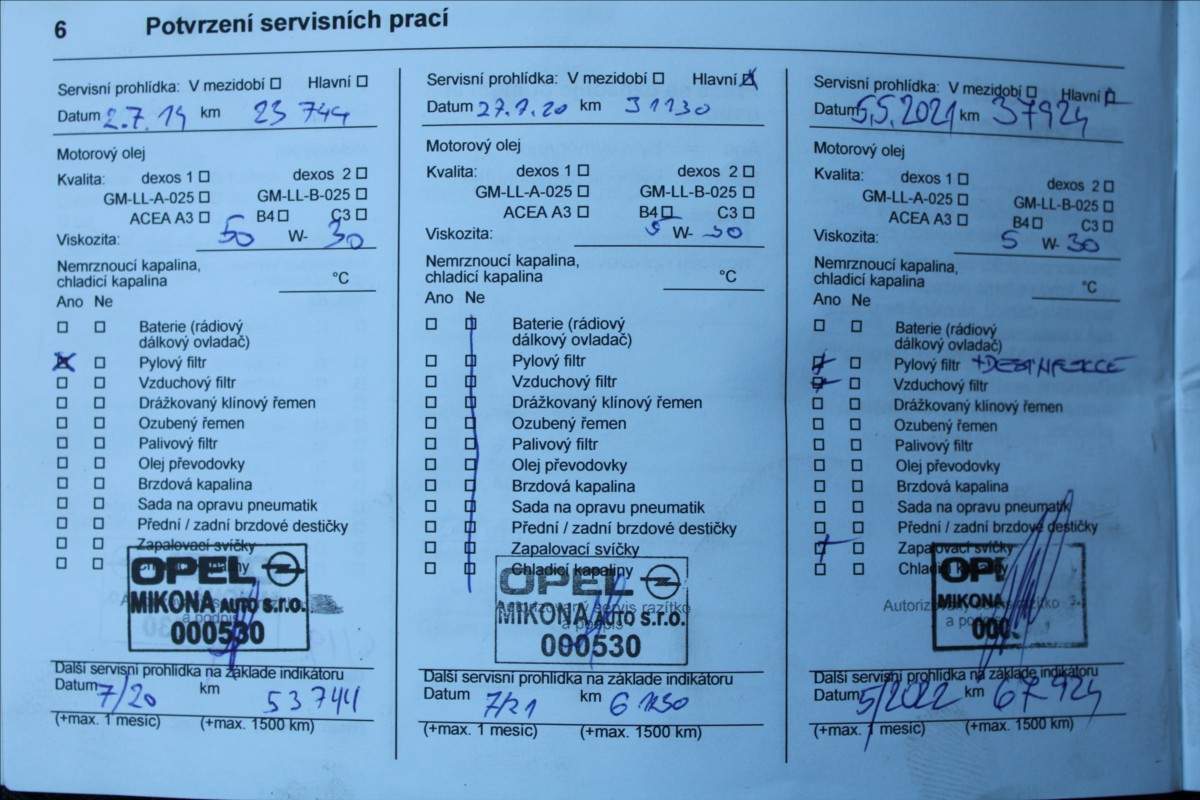 6 Potvrzení servisních prací
Servisní prohlídka: V mezidobí Hlavní
Datum 2.7.19 km 23 744
Motorový olej
Kvalita: dexos 1 dexos 2
GM-LL-A-025 GM-LL-B-025
ACEA A3 B4 C3
Viskozita: 50 W- 30
Nemrznoucí kapalina,
chladicí kapalina °C
Ano Ne
Baterie (rádiový
dálkový ovladač)
Pylový filtr
Vzduchový filtr
Drážkovaný klínový řemen
Ozubený řemen
Palivový filtr
Olej převodovky
Brzdová kapalina
Sada na opravu pneumatik
Přední / zadní brzdové destičky
Zapalovací svíčky
OPEL
MIKONA AUTO s.r.o.
000530
Další servisní prohlídka na základe indikátoru
Datum 7/20 km 53744
(+max. 1 mesic) (+max. 1500 km)
Servisní prohlídka: V mezidobí Hlavní
Datum 27.7.20 km 31130
Motorový olej
Kvalita: dexos 1 dexos 2
GM-LL-A-025 GM-LL-B-025
ACEA A3 B4 C3
Viskozita: 5 W- 30
Nemrznoucí kapalina,
chladicí kapalina °C
Ano Ne
Baterie (rádiový
dálkový ovladač)
Pylový filtr
Vzduchový filtr
Drážkovaný klínový řemen
Ozubený řemen
Palivový filtr
Olej převodovky
Brzdová kapalina
Sada na opravu pneumatik
Přední / zadní brzdové destičky
Zapalovací svíčky
Chladicí kapaliny
OPEL
Autorizovaný servis razítko
MIKONA AUTO s.r.o.
a podpis
000530
Další servisní prohlídka na základe indikátoru
Datum 7/21 km 61130
(+max. 1 mesic) (+max. 1500 km)
Servisní prohlídka: V mezidobí Hlavní
Datum 5.5.2021 km 37924
Motorový olej
Kvalita: dexos 1 dexos 2
GM-LL-A-025 GM-LL-B-025
ACEA A3 B4 C3
Viskozita: 5 W- 30
Nemrznoucí kapalina,
chladicí kapalina °C
Ano Ne
Baterie (rádiový
dálkový ovladač)
Pylový filtr +DESINFEKCE
Vzduchový filtr
Drážkovaný klínový řemen
Ozubený řemen
Palivový filtr
Olej převodovky
Brzdová kapalina
Sada na opravu pneumatik
Přední / zadní brzdové destičky
Zapalovací svíčky
MIKONA
Další servisní prohlídka na základe indikátoru
Datum 5/2022 km 67924
(+max. 1 mesic) (+max. 1500 km)